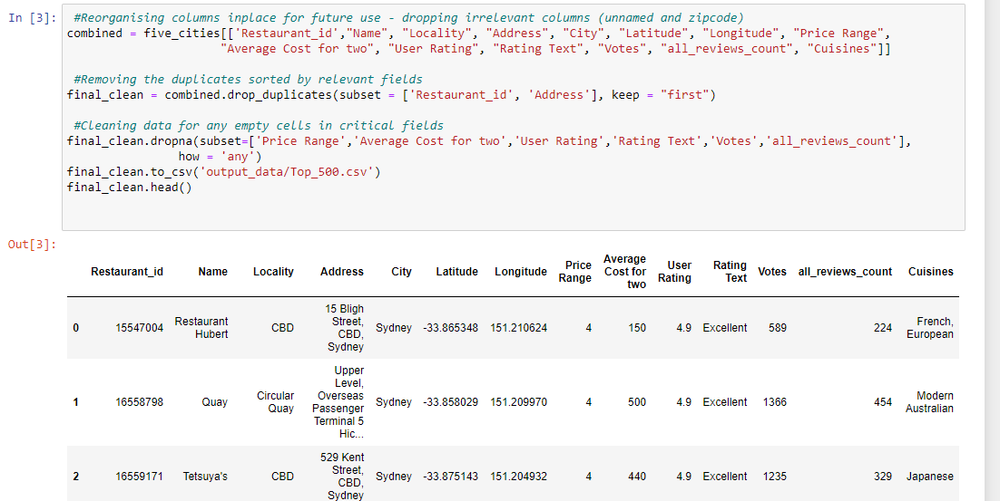 In [3]: #Reorganising columns inplace for future use - dropping irrelevant columns (unnamed and zipcode)
combined = five_cities[['Restaurant_id',"Name", "Locality", "Address", "City", "Latitude", "Longitude", "Price Range",
"Average Cost for two", "User Rating", "Rating Text", "Votes", "all_reviews_count", "Cuisines"]]
#Removing the duplicates sorted by relevant fields
final_clean = combined.drop_duplicates(subset = ['Restaurant_id', 'Address'], keep = "first")
#Cleaning data for any empty cells in critical fields
final_clean.dropna(subset=['Price Range','Average Cost for two','User Rating','Rating Text','Votes','all_reviews_count'],
how = 'any')
final_clean.to_csv('output_data/Top_500.csv')
final_clean.head()
Out[3]:
Restaurant_id Name Locality Address City Latitude Longitude Price Range Average Cost for two User Rating Rating Text Votes all_reviews_count Cuisines
0 15547004 Restaurant Hubert CBD 15 Bligh Street, CBD, Sydney Sydney -33.865348 151.210624 4 150 4.9 Excellent 589 224 French, European
1 16558798 Quay Circular Quay Upper Level, Overseas Passenger Terminal 5 Hic... Sydney -33.858029 151.209970 4 500 4.9 Excellent 1366 454 Modern Australian
2 16559171 Tetsuya's CBD 529 Kent Street, CBD, Sydney Sydney -33.875143 151.204932 4 440 4.9 Excellent 1235 329 Japanese